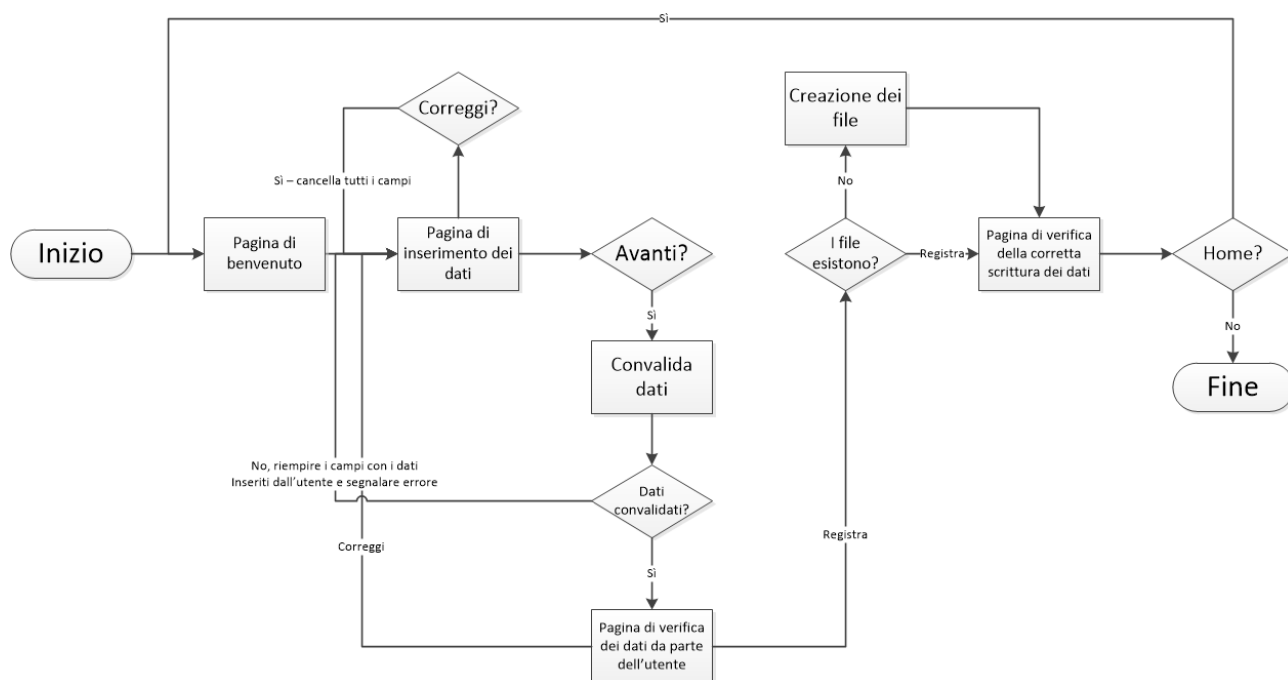 Sì
Correggi?
Creazione dei
file
Sì – cancella tutti i campi
No
Inizio
Pagina di
benvenuto
Pagina di
inserimento dei
dati
Avanti?
I file
esistono?
Registra
Pagina di verifica
della corretta
scrittura dei dati
Home?
Sì
No
Convalida
dati
Fine
No, riempire i campi con i dati
Inseriti dall'utente e segnalare errore
Dati
convalidati?
Correggi
Registra
Sì
Pagina di verifica
dei dati da parte
dell'utente